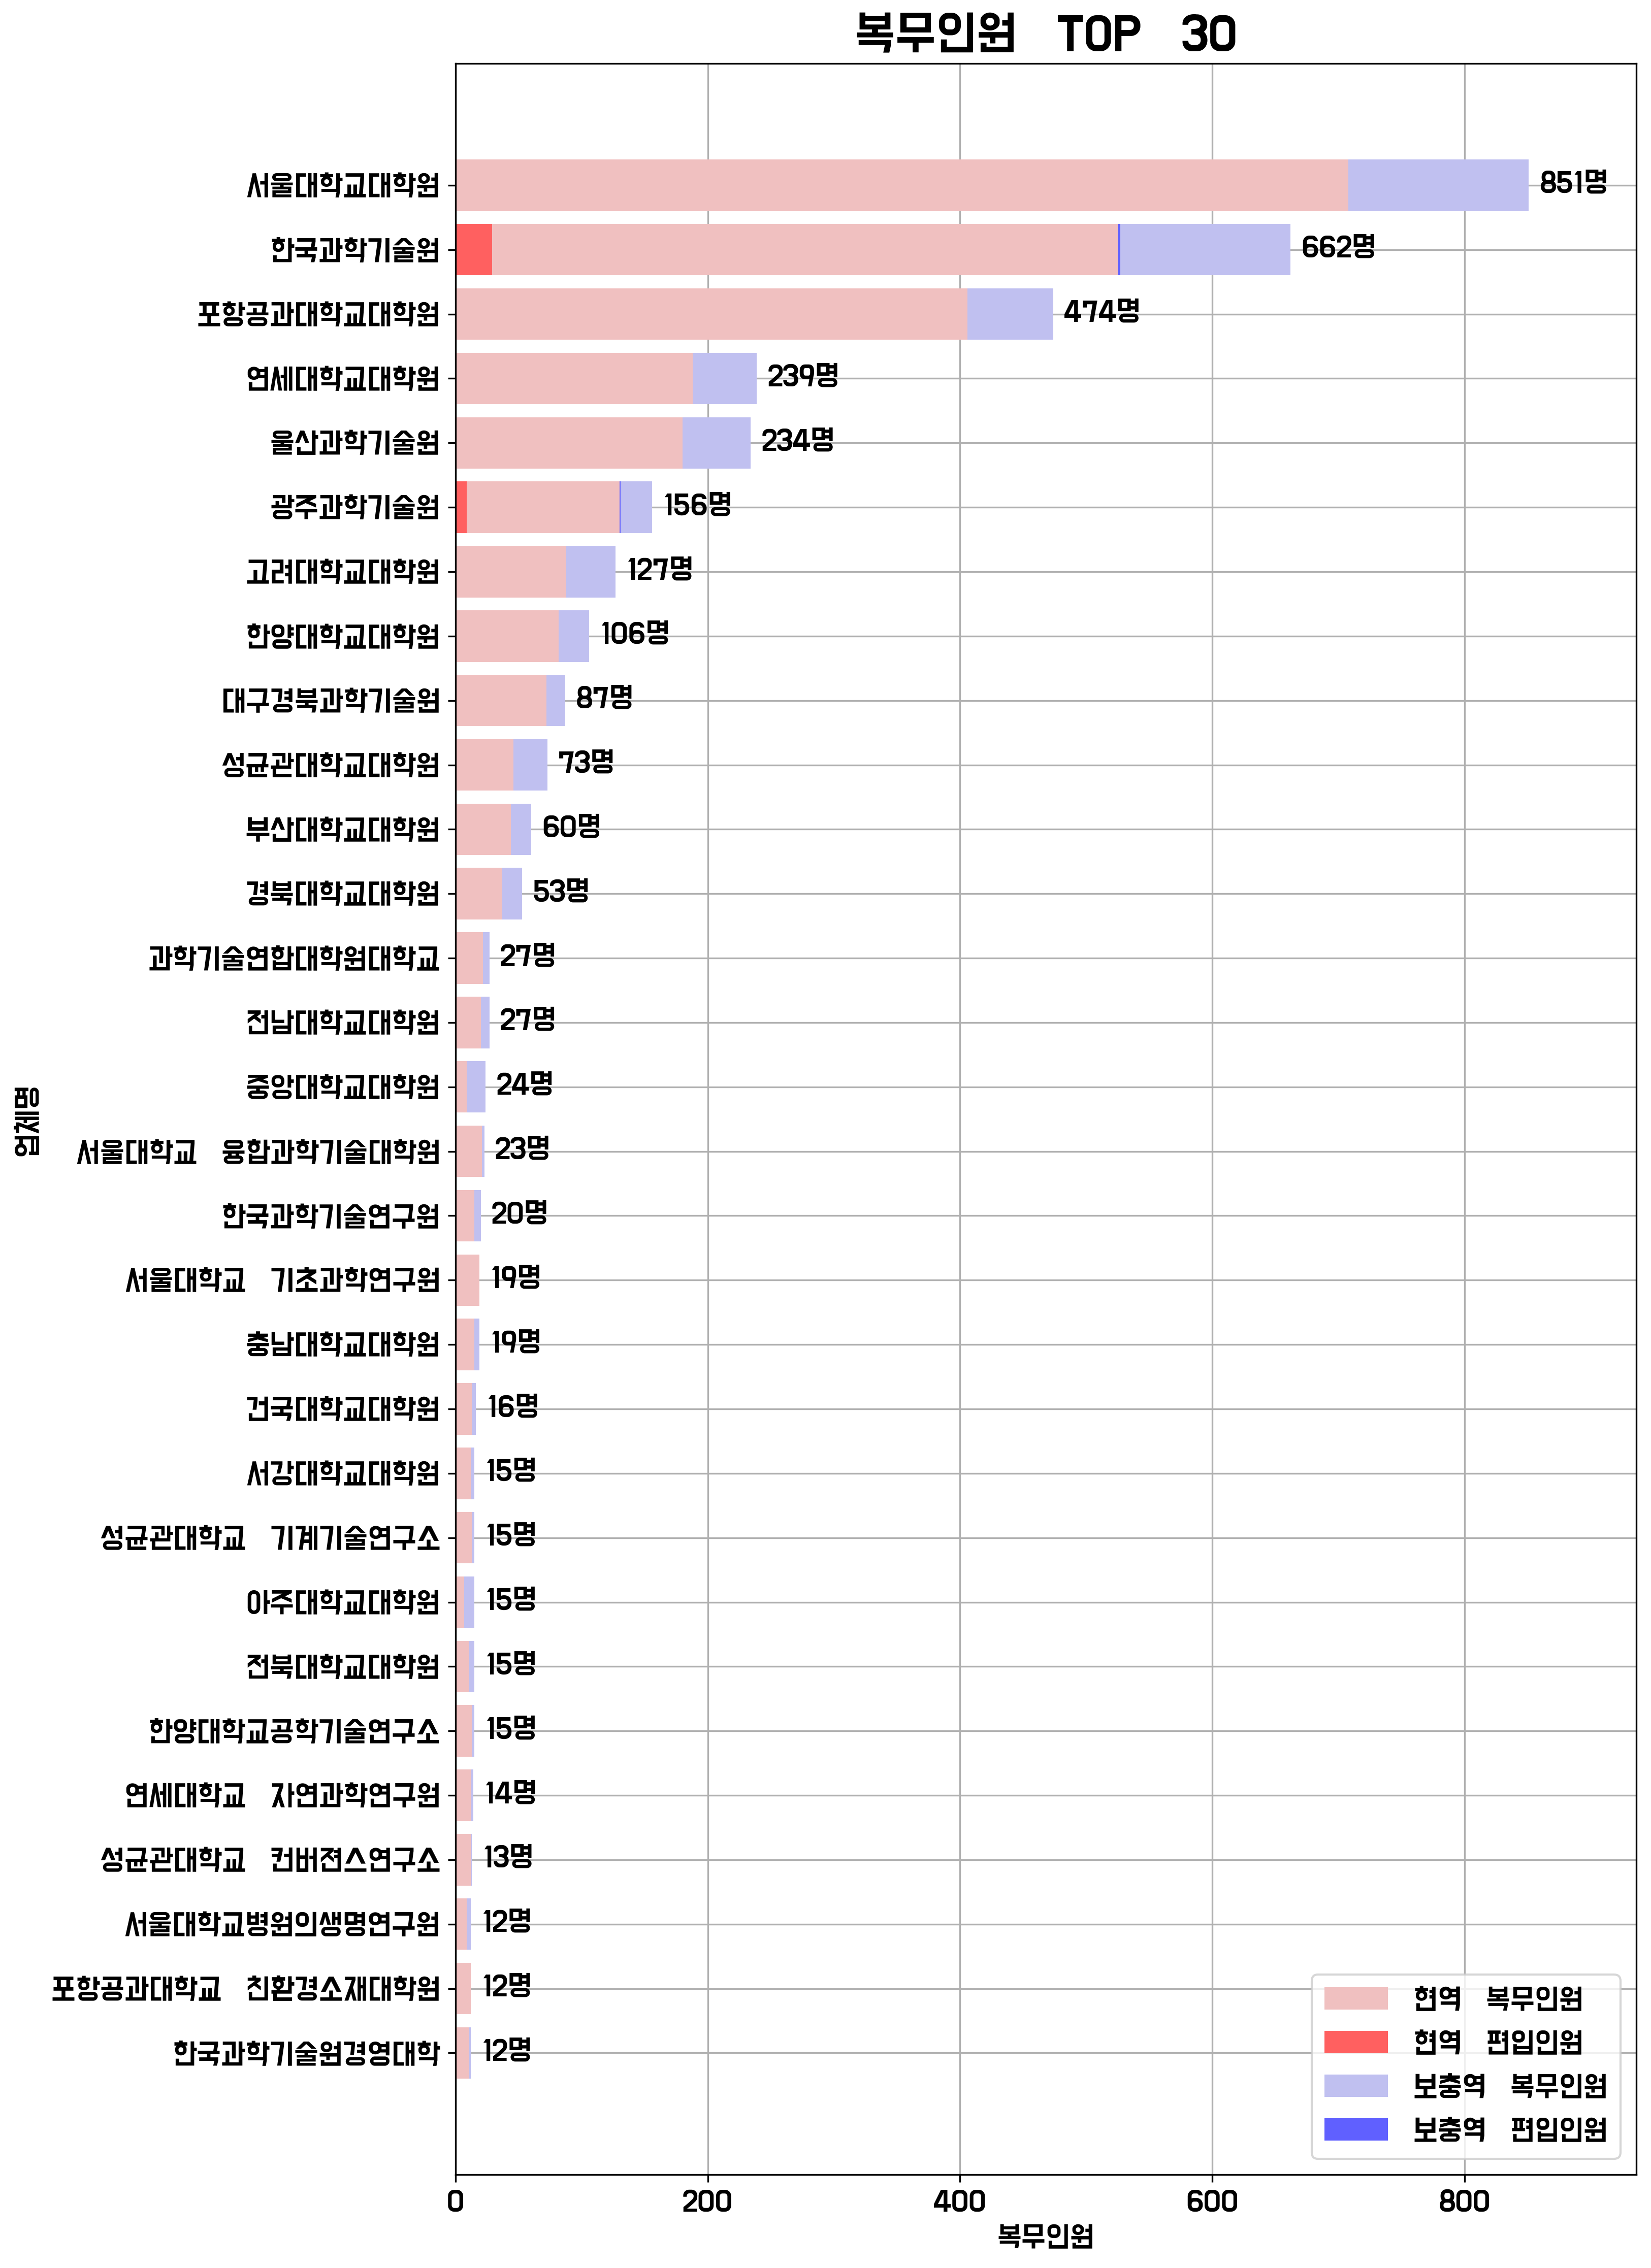 복무인원 TOP 30
서울대학교대학원 851명
한국과학기술원 662명
포항공과대학교대학원 474명
연세대학교대학원 239명
울산과학기술원 234명
광주과학기술원 156명
고려대학교대학원 127명
한양대학교대학원 106명
대구경북과학기술원 87명
성균관대학교대학원 73명
부산대학교대학원 60명
경북대학교대학원 53명
과학기술연합대학원대학교 27명
전남대학교대학원 27명
중앙대학교대학원 24명
서울대학교 융합과학기술대학원 23명
한국과학기술연구원 20명
서울대학교 기초과학연구원 19명
충남대학교대학원 19명
건국대학교대학원 16명
서강대학교대학원 15명
성균관대학교 기계기술연구소 15명
아주대학교대학원 15명
전북대학교대학원 15명
한양대학교공학기술연구소 15명
연세대학교 자연과학연구원 14명
성균관대학교 컨버젼스연구소 13명
서울대학교병원의생명연구원 12명
포항공과대학교 친환경소재대학원 12명
한국과학기술원경영대학 12명
업체명
현역 복무인원
현역 편입인원
보충역 복무인원
보충역 편입인원
0 200 400 600 800
복무인원